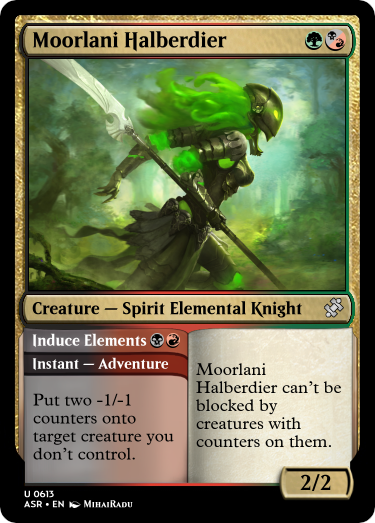 Moorlani Halberdier
Creature — Spirit Elemental Knight
Induce Elements
Instant — Adventure
Put two -1/-1
counters onto
target creature you
don't control.
Moorlani
Halberdier can't be
blocked by
creatures with
counters on them.
2/2
U 0613
ASR • EN MihaiRadu